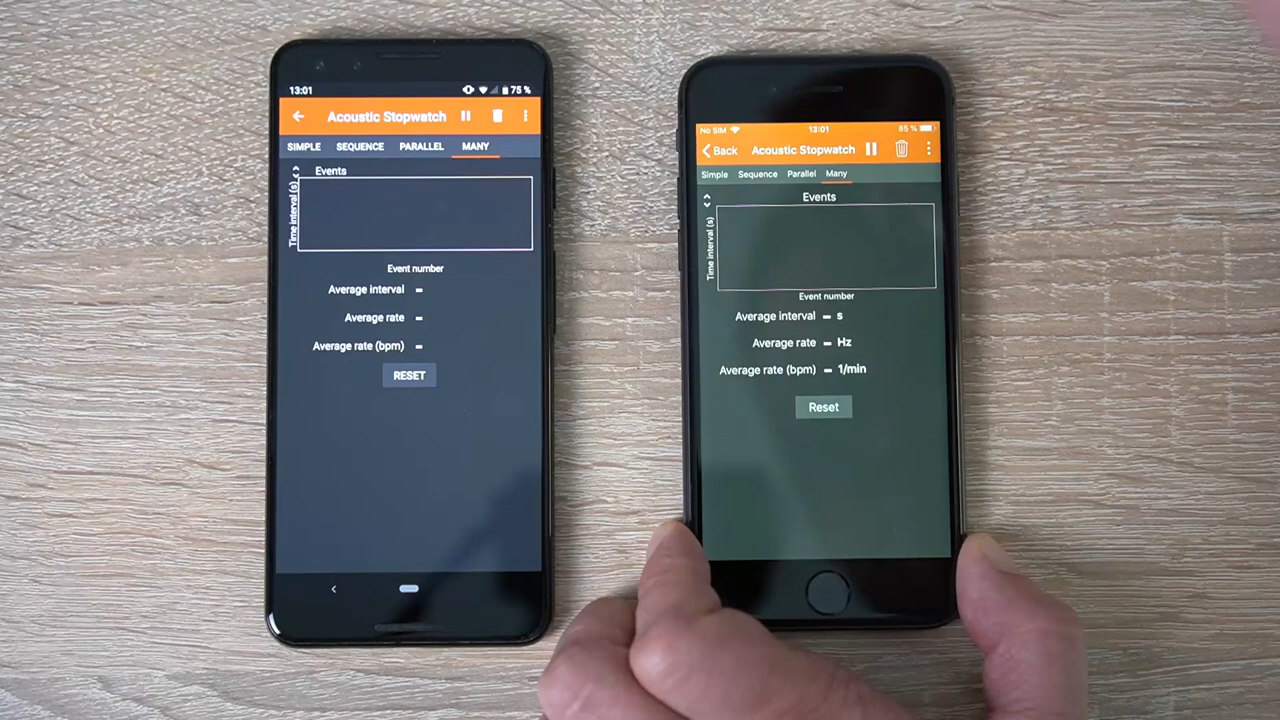 13:01 75 %
Acoustic Stopwatch
SIMPLE SEQUENCE PARALLEL MANY
Events
Time interval (s)
Event number
Average interval -
Average rate -
Average rate (bpm) -
RESET
No SIM 13:01 85 %
Back Acoustic Stopwatch
Simple Sequence Parallel Many
Events
Time interval (s)
Event number
Average interval - s
Average rate - Hz
Average rate (bpm) - 1/min
Reset